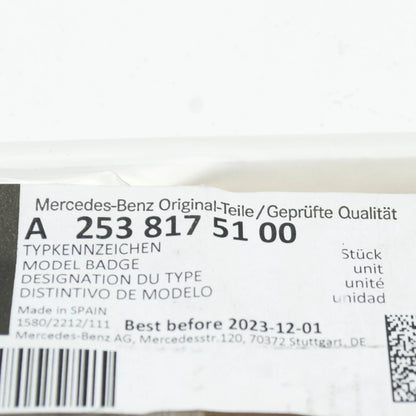 Mercedes-Benz Original-Teile/Geprüfte Qualität
A 253 817 51 00
TYPKENNZEICHEN
MODEL BADGE
DESIGNATION DU TYPE
DISTINTIVO DE MODELO
Stück
unit
unité
unidad
Made in SPAIN
1580/2212/111 Best before 2023-12-01
Mercedes-Benz AG, Mercedesstr.120, 70372 Stuttgart, DE